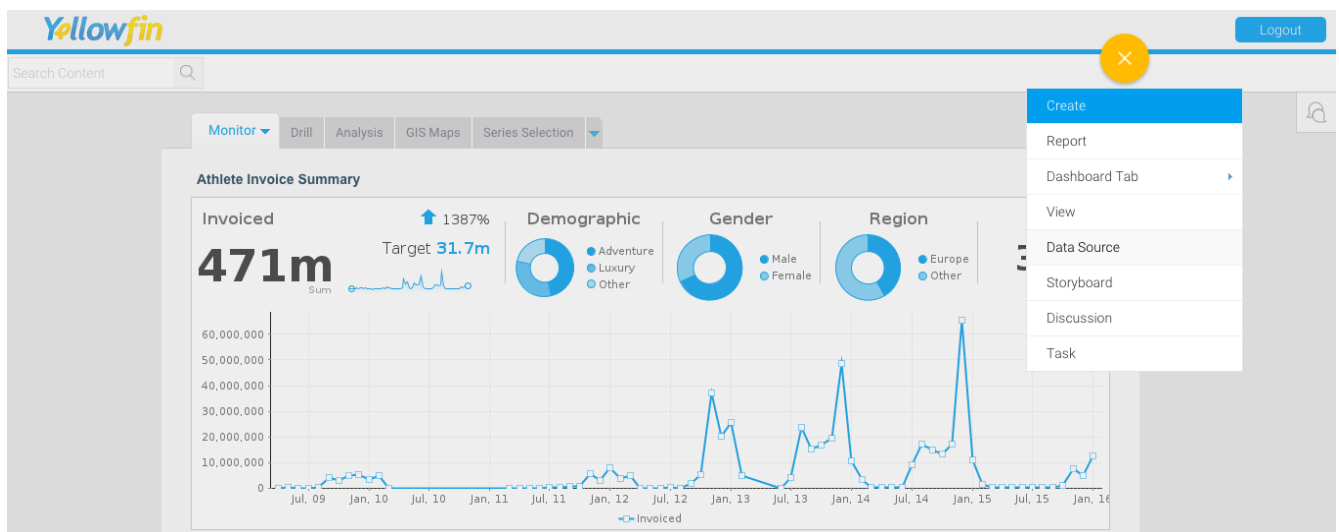 Yellowfin
Logout
Search Content
Create
Report
Dashboard Tab
View
Data Source
Storyboard
Discussion
Task
Monitor Drill Analysis GIS Maps Series Selection
Athlete Invoice Summary
Invoiced 1387%
471m
Sum
Target 31.7m
Demographic
Adventure
Luxury
Other
Gender
Male
Female
Region
Europe
Other
60,000,000
50,000,000
40,000,000
30,000,000
20,000,000
10,000,000
0
Jul, 09 Jan, 10 Jul, 10 Jan, 11 Jul, 11 Jan, 12 Jul, 12 Jan, 13 Jul, 13 Jan, 14 Jul, 14 Jan, 15 Jul, 15 Jan, 16
Invoiced